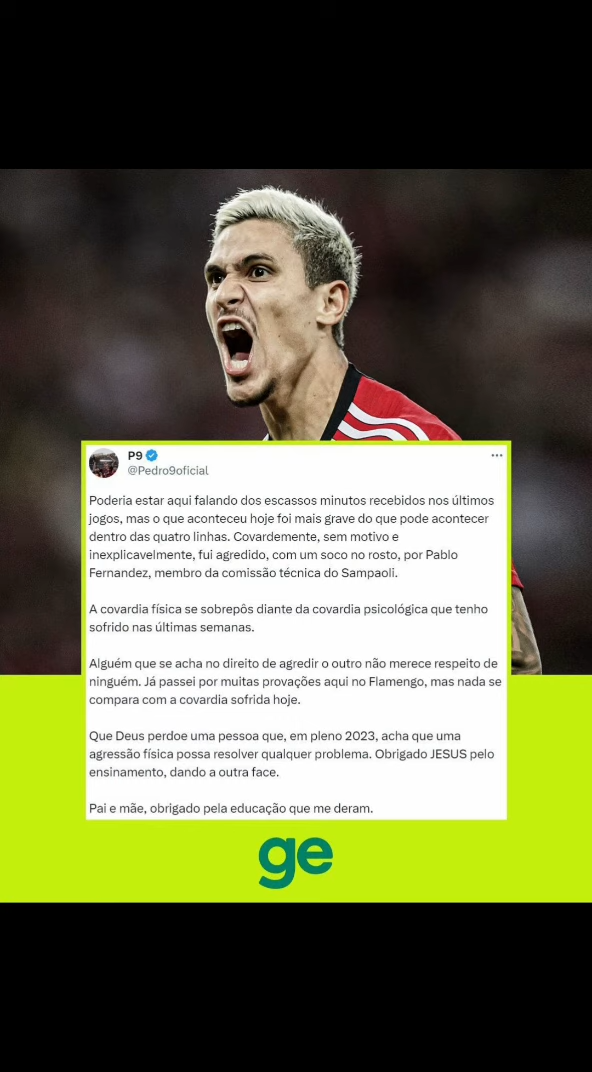 P9
@Pedro9oficial
Poderia estar aqui falando dos escassos minutos recebidos nos últimos
jogos, mas o que aconteceu hoje foi mais grave do que pode acontecer
dentro das quatro linhas. Covardemente, sem motivo e
inexplicavelmente, fui agredido, com um soco no rosto, por Pablo
Fernandez, membro da comissão técnica do Sampaoli.
A covardia física se sobrepôs diante da covardia psicológica que tenho
sofrido nas últimas semanas.
Alguém que se acha no direito de agredir o outro não merece respeito de
ninguém. Já passei por muitas provações aqui no Flamengo, mas nada se
compara com a covardia sofrida hoje.
Que Deus perdoe uma pessoa que, em pleno 2023, acha que uma
agressão física possa resolver qualquer problema. Obrigado JESUS pelo
ensinamento, dando a outra face.
Pai e mãe, obrigado pela educação que me deram.
ge